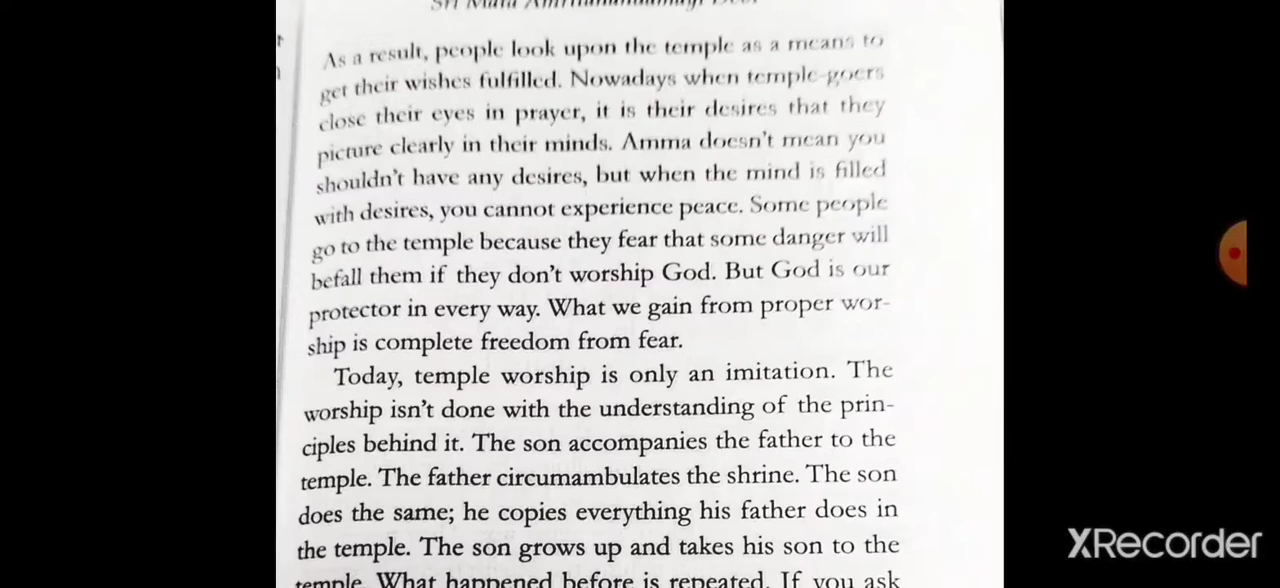 Sri Mata Amritanandamayi Devi
As a result, people look upon the temple as a means to
get their wishes fulfilled. Nowadays when temple-goers
close their eyes in prayer, it is their desires that they
picture clearly in their minds. Amma doesn't mean you
shouldn't have any desires, but when the mind is filled
with desires, you cannot experience peace. Some people
go to the temple because they fear that some danger will
befall them if they don't worship God. But God is our
protector in every way. What we gain from proper wor-
ship is complete freedom from fear.
Today, temple worship is only an imitation. The
worship isn't done with the understanding of the prin-
ciples behind it. The son accompanies the father to the
temple. The father circumambulates the shrine. The son
does the same; he copies everything his father does in
the temple. The son grows up and takes his son to the
temple. What happened before is repeated. If you ask
XRecorder